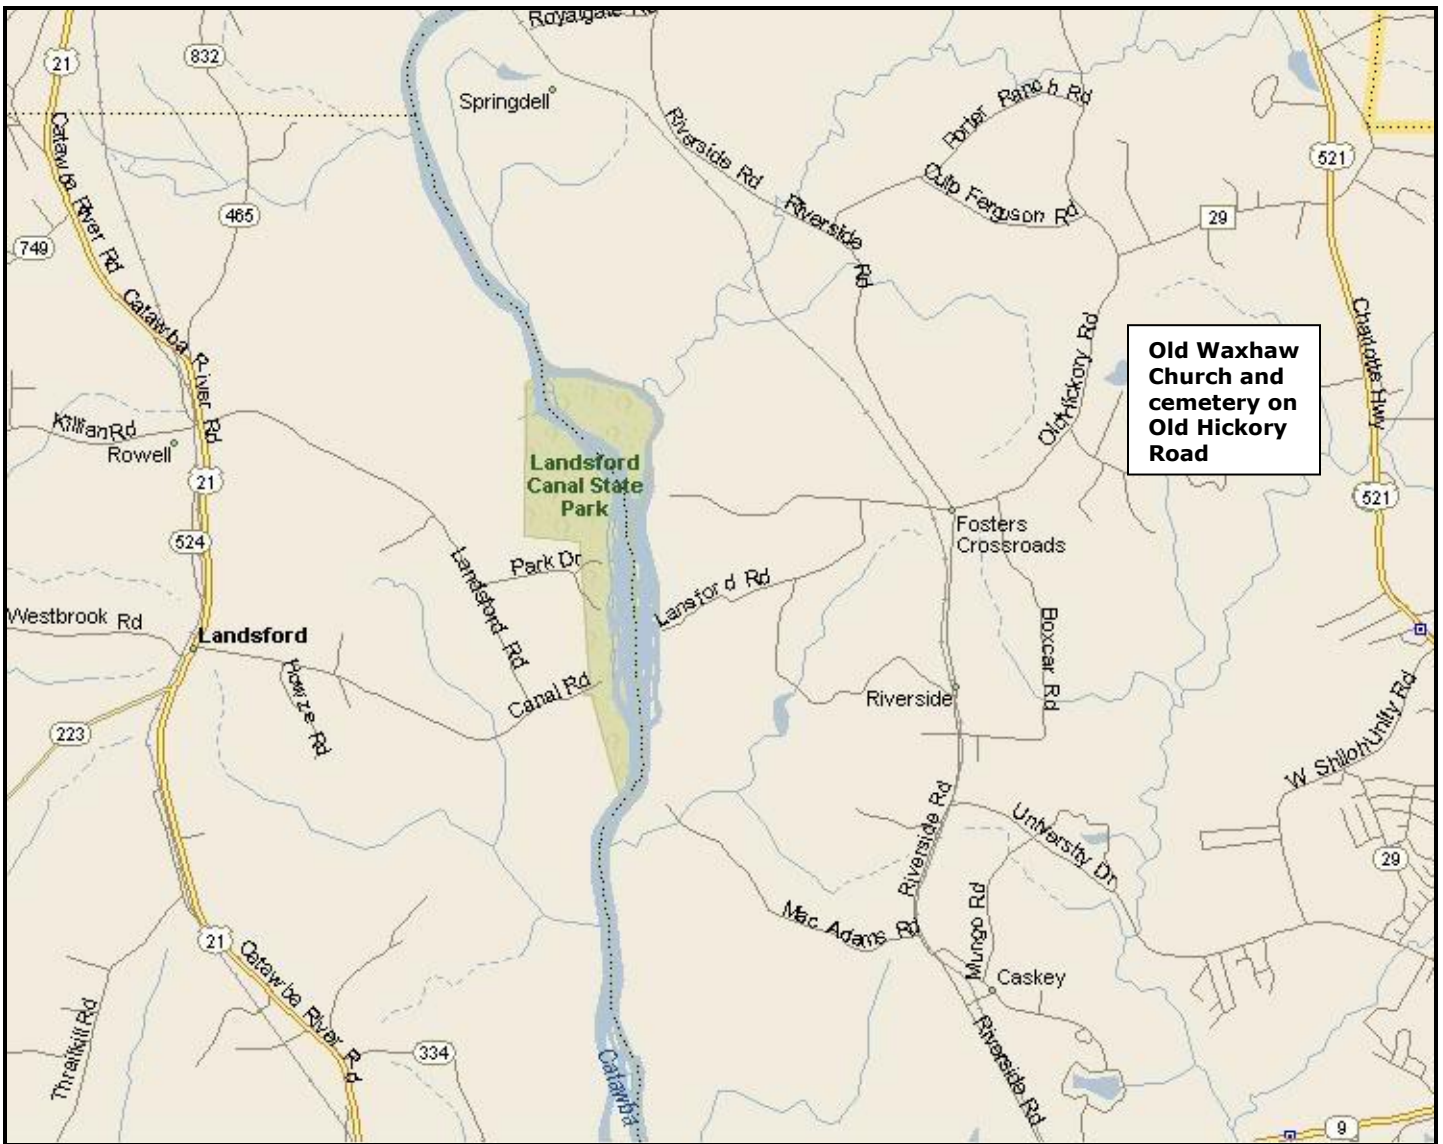 Royalgate Rd
21
832
Springdell
Porter Ranch Rd
Riverside Rd
521
Catawba River Rd
Culp Ferguson Rd
465
Riverside Rd
29
749
Catawba River Rd
Charlotte Hwy
Old Hickory Rd
Old Waxhaw
Church and
cemetery on
Old Hickory
Road
Killian Rd
Rowell
Landsford
Canal State
Park
21
521
524
Fosters
Crossroads
Park Dr
Landsford Rd
Lansford Rd
Westbrook Rd
Landsford
Boxcar Rd
Howze Rd
Canal Rd
Riverside
223
W Shiloh Unity Rd
Riverside Rd
University Dr
29
Mungo Rd
Mac Adams Rd
21
Catawba River Rd
Caskey
Thrailkill Rd
334
Riverside Rd
Catawba
9